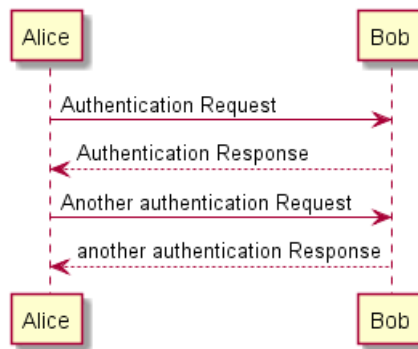 Alice
Bob
Authentication Request
Authentication Response
Another authentication Request
another authentication Response
Alice
Bob